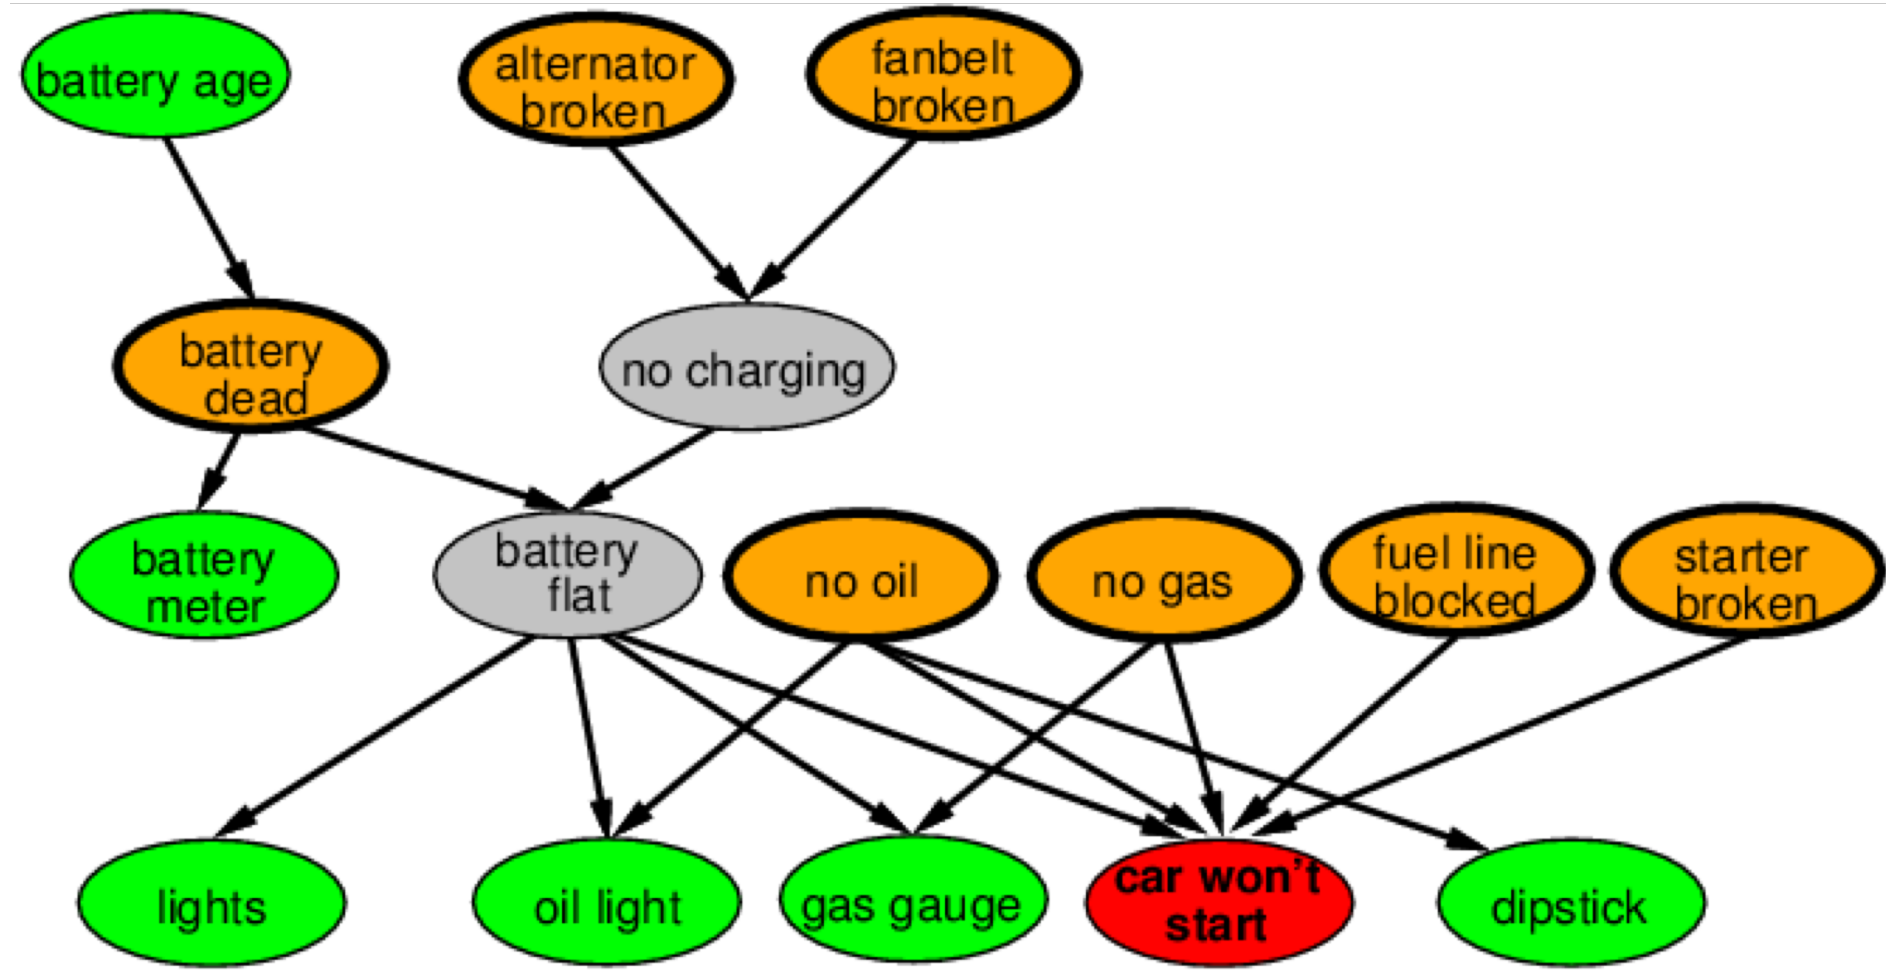 battery age
alternator
broken
fanbelt
broken
battery
dead
no charging
battery
meter
battery
flat
no oil
no gas
fuel line
blocked
starter
broken
lights
oil light
gas gauge
car won't
start
dipstick